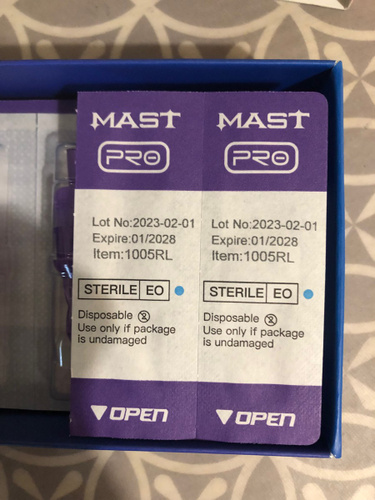 MAST
PRO
Lot No:2023-02-01
Expire:01/2028
Item:1005RL
STERILE EO
Disposable
Use only if package
is undamaged
OPEN
MAST
PRO
Lot No:2023-02-01
Expire:01/2028
Item:1005RL
STERILE EO
Disposable
Use only if package
is undamaged
OPEN